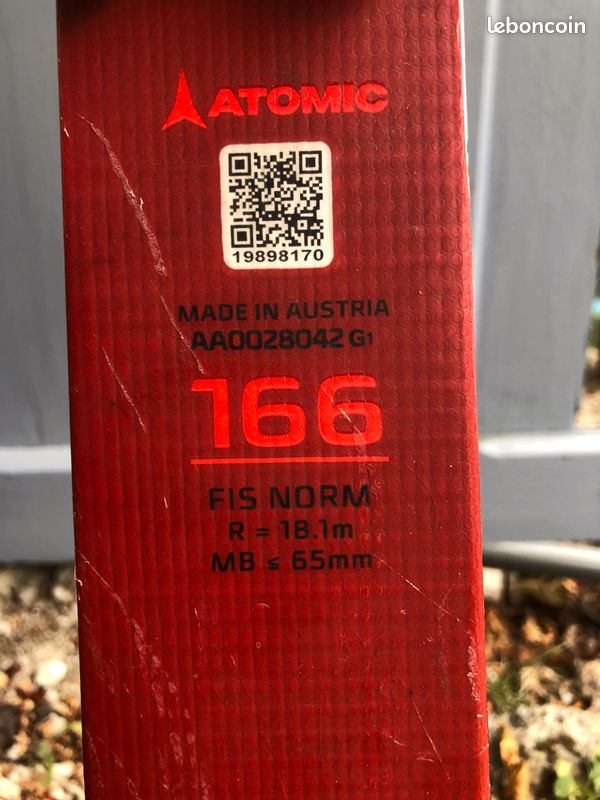 leboncoin
ATOMIC
19898170
MADE IN AUSTRIA
AA0028042 G1
166
FIS NORM
R = 18.1m
MB ≤ 65mm